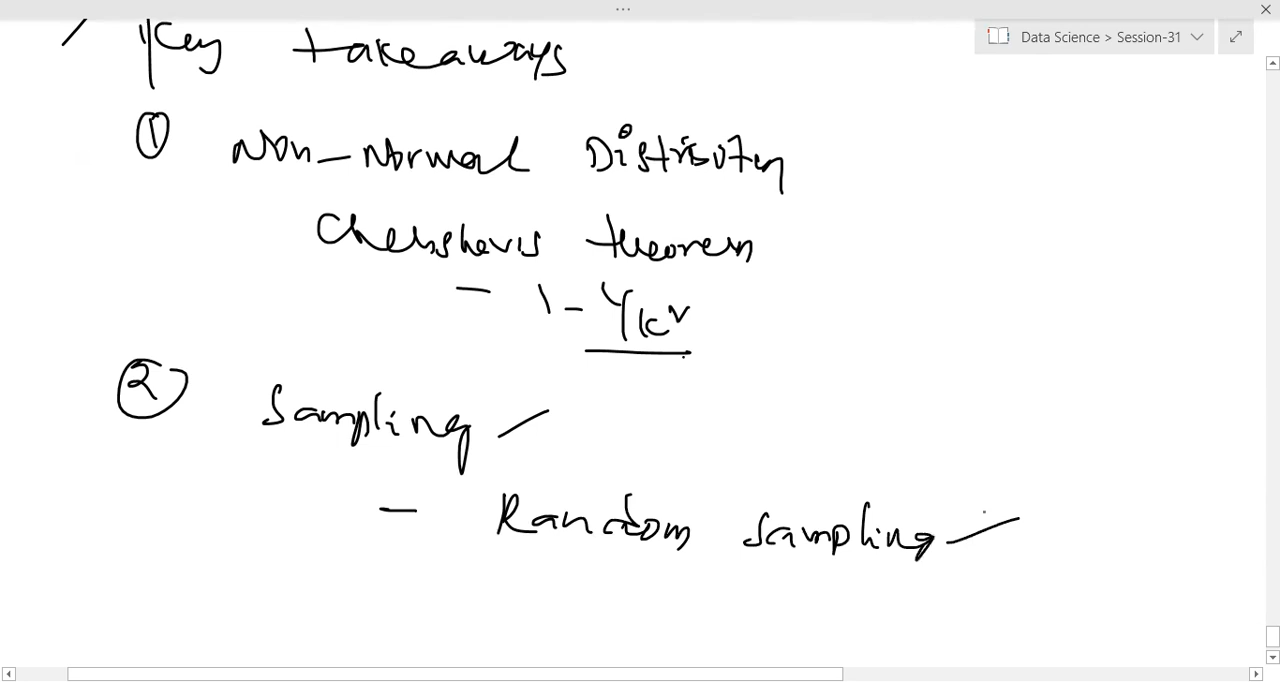 Data Science > Session-31
Key takeaways
① Non-Normal Distribution
Chebshev's theorem
- 1 - 1/k²
② Sampling
- Random Sampling